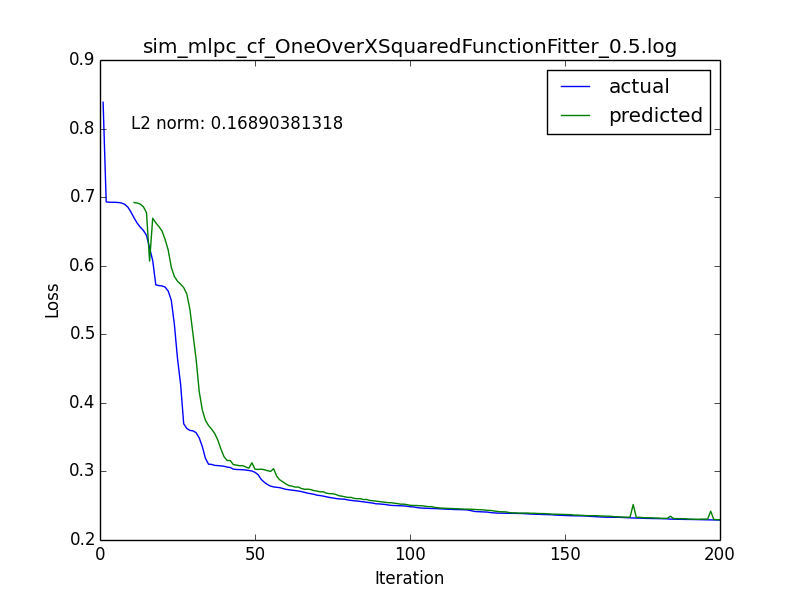 sim_mlpc_cf_OneOverXSquaredFunctionFitter_0.5.log
0.9
actual
predicted
L2 norm: 0.16890381318
0.8
0.7
0.6
0.5
0.4
0.3
0.2
Loss
0
50
100
150
200
Iteration